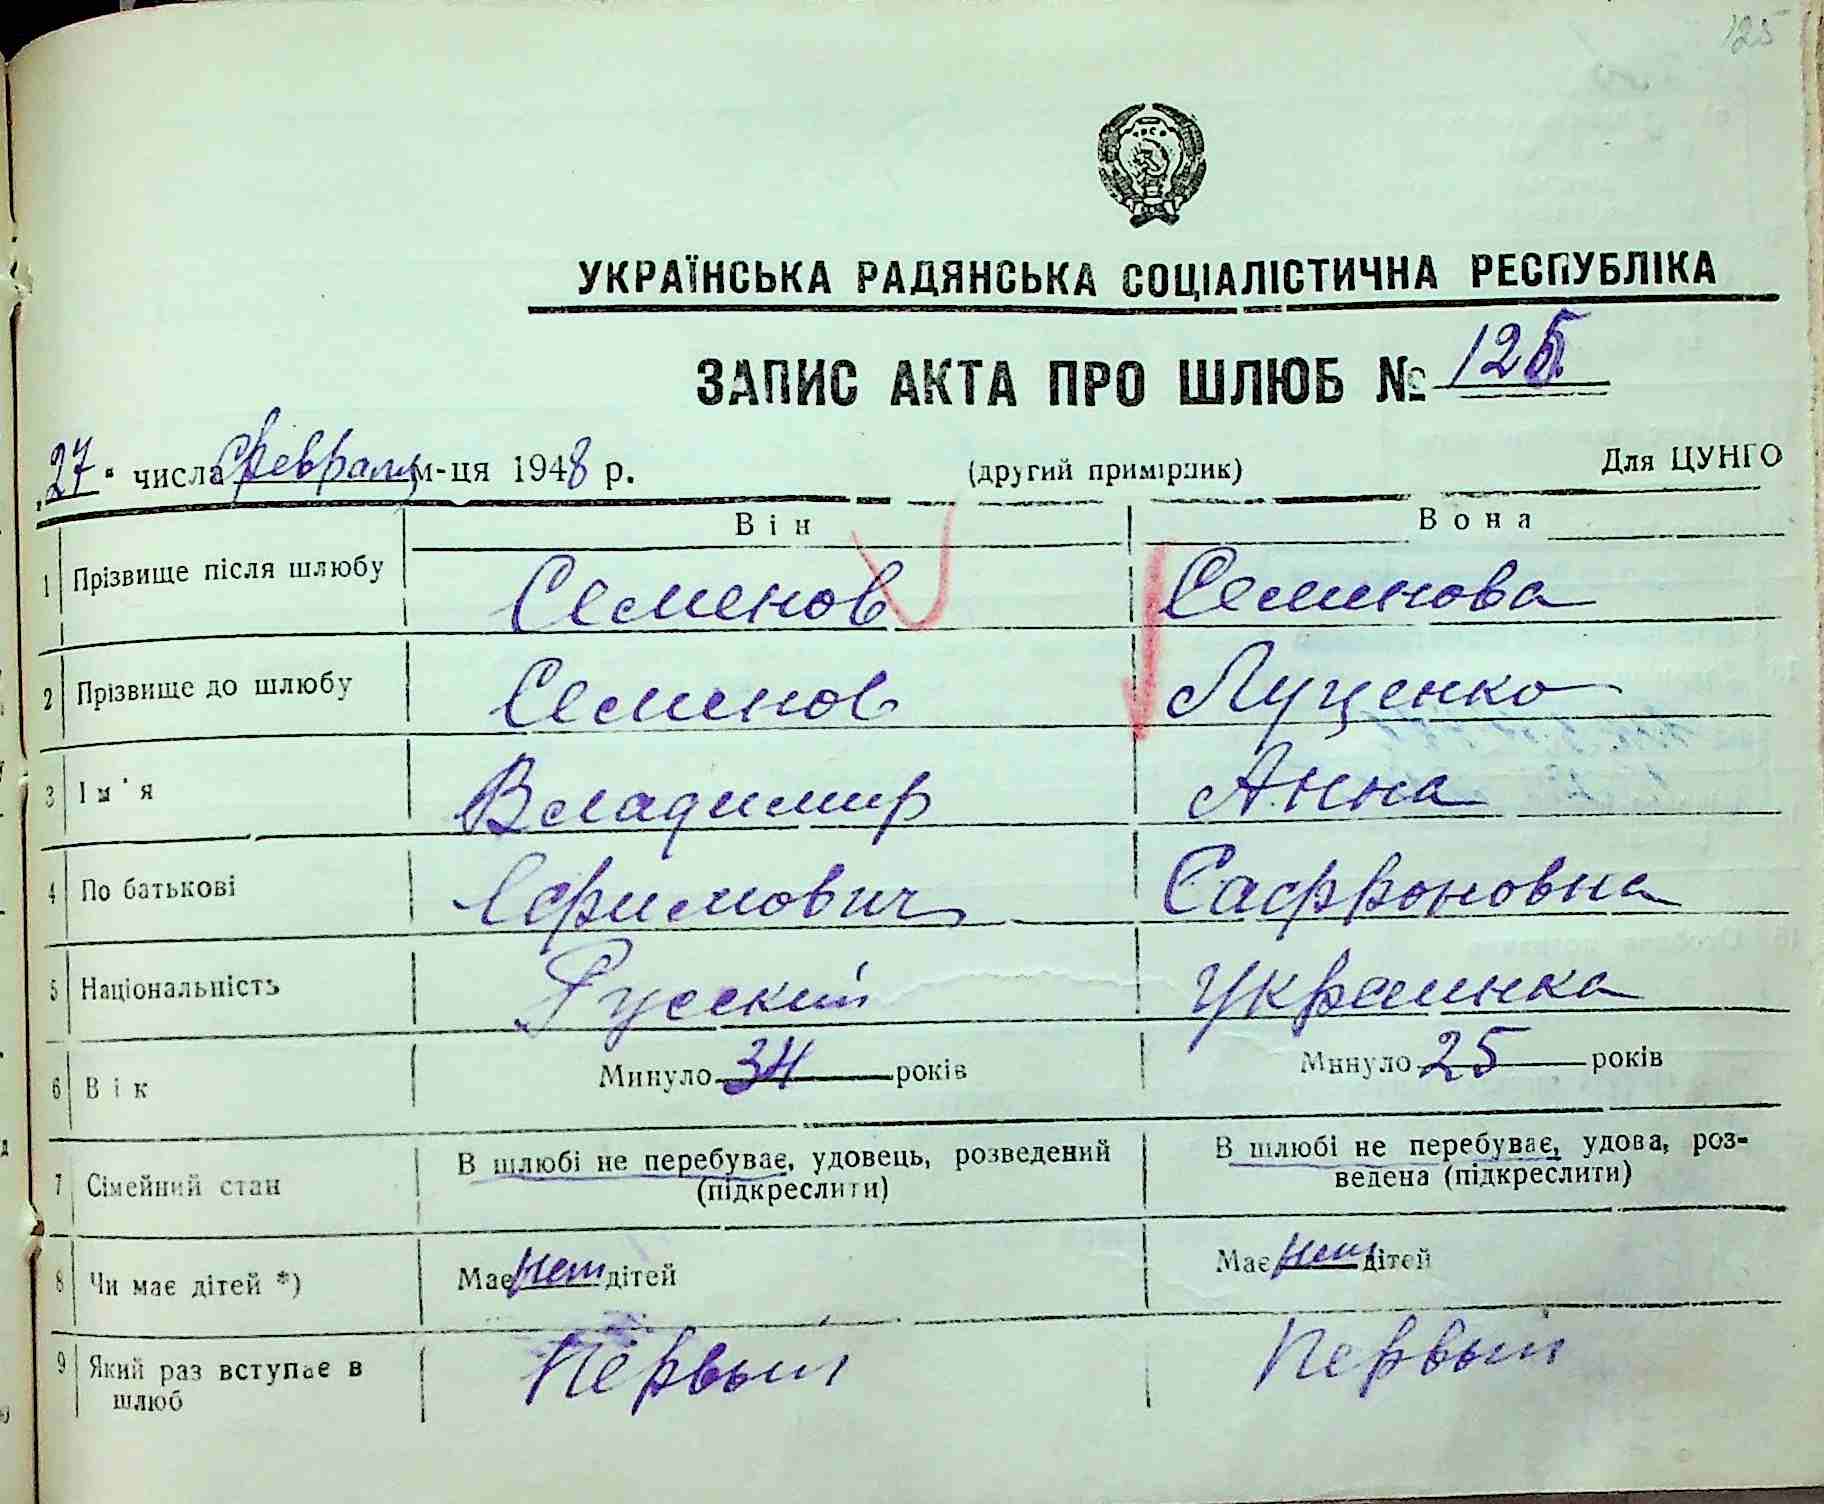 125
УКРАЇНСЬКА РАДЯНСЬКА СОЦІАЛІСТИЧНА РЕСПУБЛІКА
ЗАПИС АКТА ПРО ШЛЮБ № 125
„27" числа февраля м-ця 1948 р. (другий примірник) Для ЦУНГО
Він Вона
1 Прізвище після шлюбу Семенов Семенова
2 Прізвище до шлюбу Семенов Луценко
3 Ім'я Владимир Анна
4 По батькові Ефимович Сафроновна
5 Національність Русский Украинка
6 Вік Минуло 34 років Минуло 25 років
7 Сімейний стан В шлюбі не перебуває, удовець, розведений (підкреслити) В шлюбі не перебуває, удова, роз-
ведена (підкреслити)
8 Чи має дітей *) Має нет дітей Має нет дітей
9 Який раз вступає в
шлюб Первый Первый